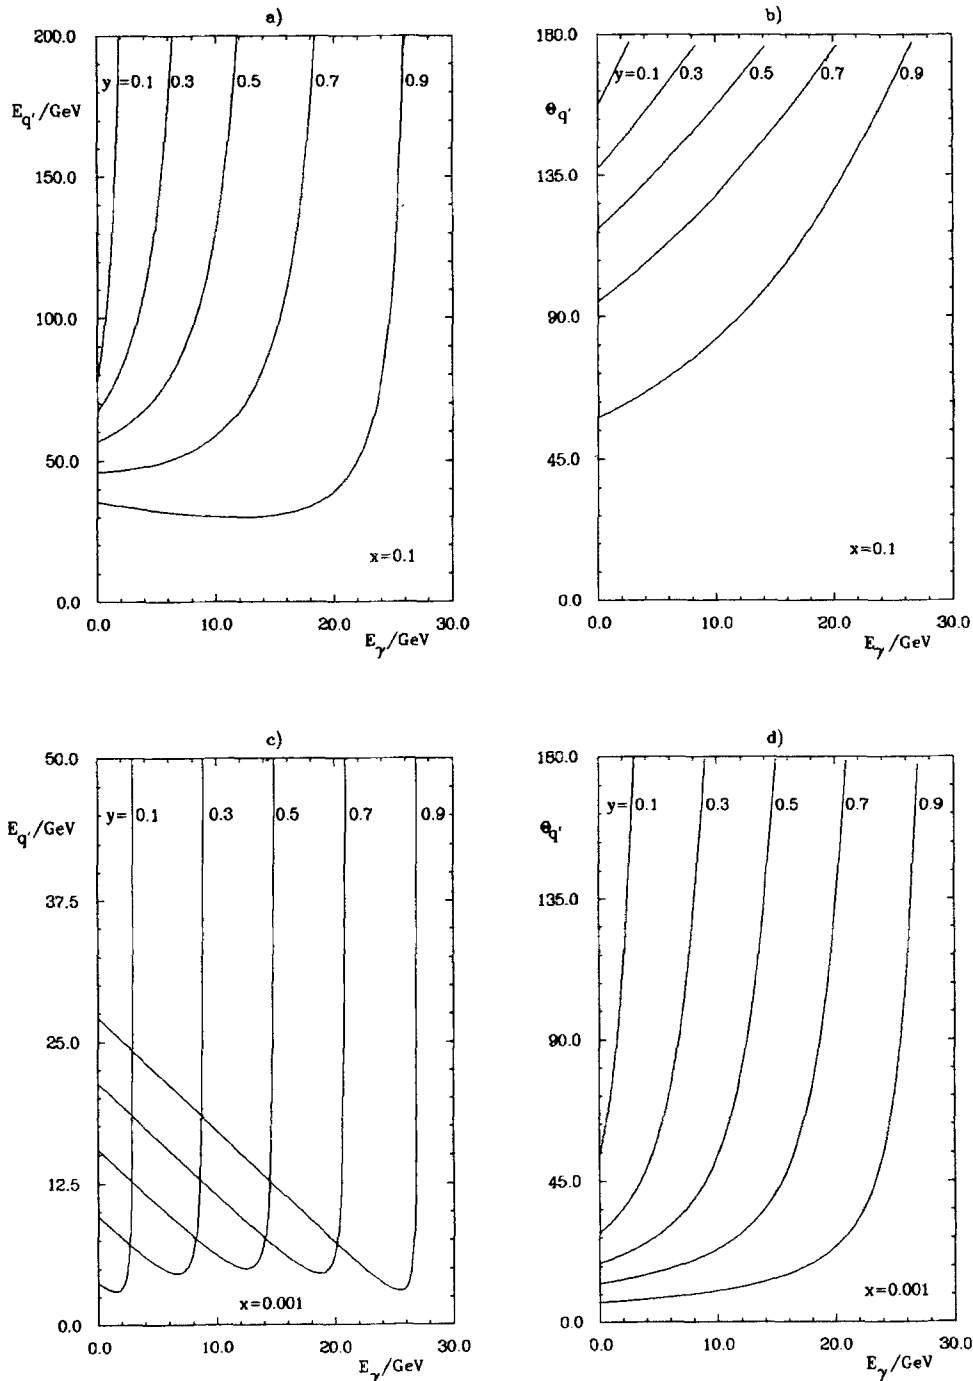 a)
200.0
E_q'/GeV
150.0
100.0
50.0
0.0
y=0.1
0.3
0.5
0.7
0.9
x=0.1
0.0
10.0
20.0
30.0
E_γ/GeV
b)
180.0
Θ_q'
135.0
90.0
45.0
0.0
y=0.1
0.3
0.5
0.7
0.9
x=0.1
0.0
10.0
20.0
30.0
E_γ/GeV
c)
50.0
E_q'/GeV
37.5
25.0
12.5
0.0
y= 0.1
0.3
0.5
0.7
0.9
x=0.001
0.0
10.0
20.0
30.0
E_γ/GeV
d)
180.0
Θ_q'
135.0
90.0
45.0
0.0
y= 0.1
0.3
0.5
0.7
0.9
x=0.001
0.0
10.0
20.0
30.0
E_γ/GeV